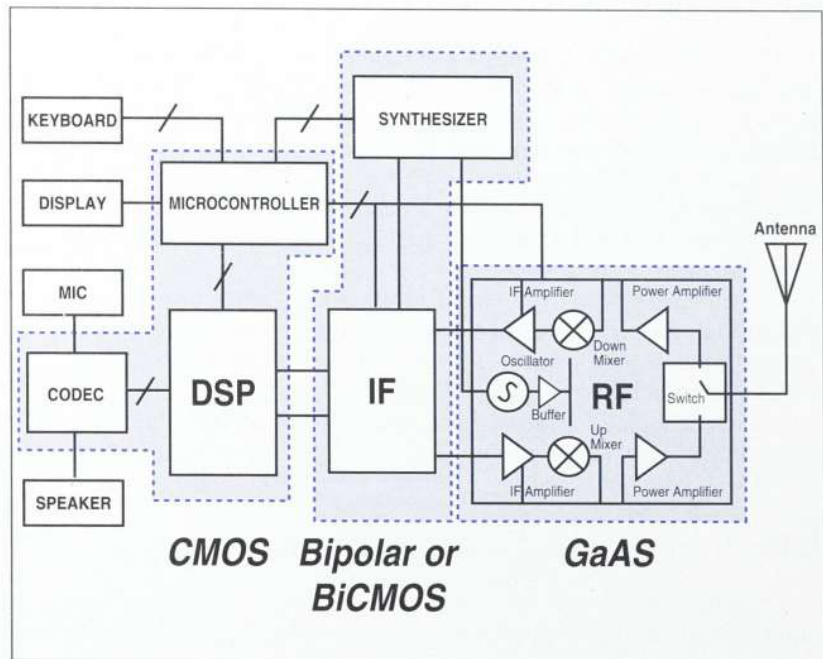 SYNTHESIZER
KEYBOARD
DISPLAY
MICROCONTROLLER
Antenna
MIC
IF Amplifier
Power Amplifier
Down
Mixer
Oscillator
CODEC
DSP
IF
Buffer
RF
Switch
Up
Mixer
SPEAKER
IF Amplifier
Power Amplifier
CMOS
Bipolar or
BiCMOS
GaAS